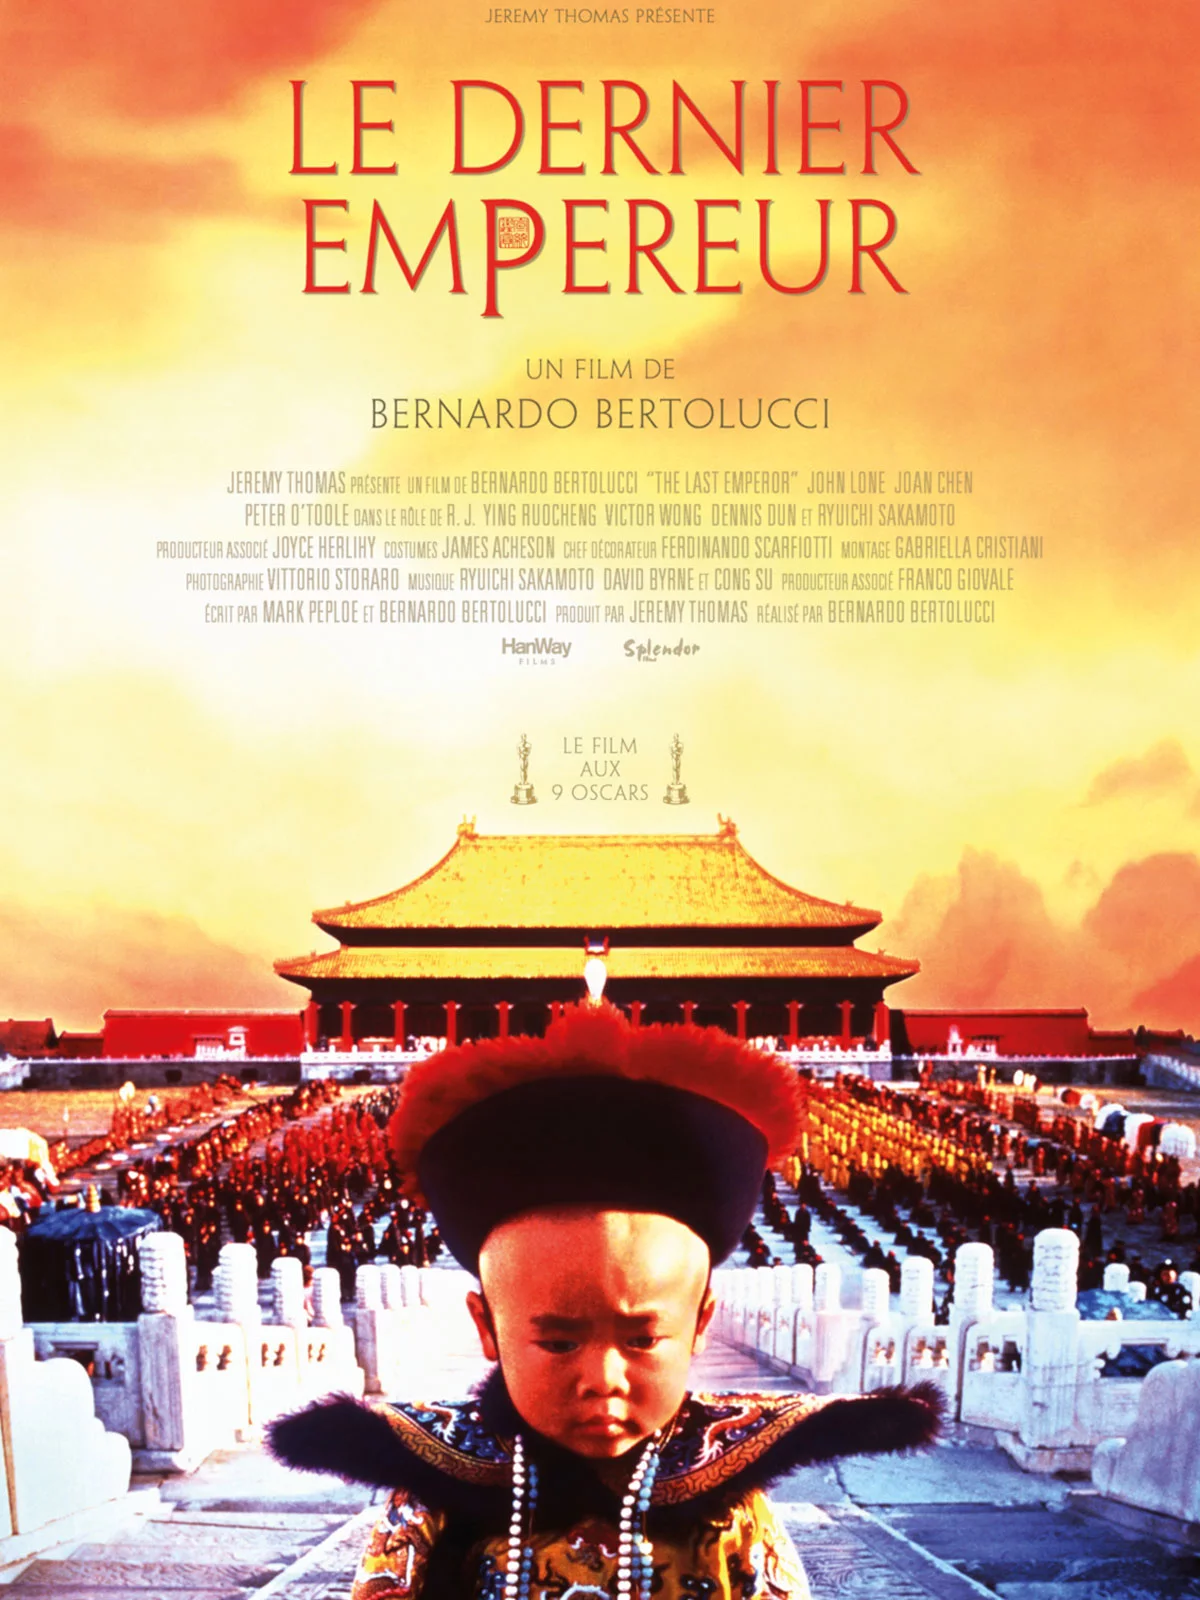 JEREMY THOMAS PRÉSENTE
LE DERNIER
EMPEREUR
UN FILM DE
BERNARDO BERTOLUCCI
JEREMY THOMAS PRÉSENTE UN FILM DE BERNARDO BERTOLUCCI "THE LAST EMPEROR" JOHN LONE JOAN CHEN
PETER O'TOOLE DANS LE RÔLE DE R. J. YING RUOCHENG VICTOR WONG DENNIS DUN ET RYUICHI SAKAMOTO
PRODUCTEUR ASSOCIÉ JOYCE HERLIHY COSTUMES JAMES ACHESON CHEF DÉCORATEUR FERDINANDO SCARFIOTTI MONTAGE GABRIELLA CRISTIANI
PHOTOGRAPHIE VITTORIO STORARO MUSIQUE RYUICHI SAKAMOTO DAVID BYRNE ET CONG SU PRODUCTEUR ASSOCIÉ FRANCO GIOVALE
ÉCRIT PAR MARK PEPLOE ET BERNARDO BERTOLUCCI PRODUIT PAR JEREMY THOMAS RÉALISÉ PAR BERNARDO BERTOLUCCI
HanWay
FILMS
Splendor
films
LE FILM
AUX
9 OSCARS